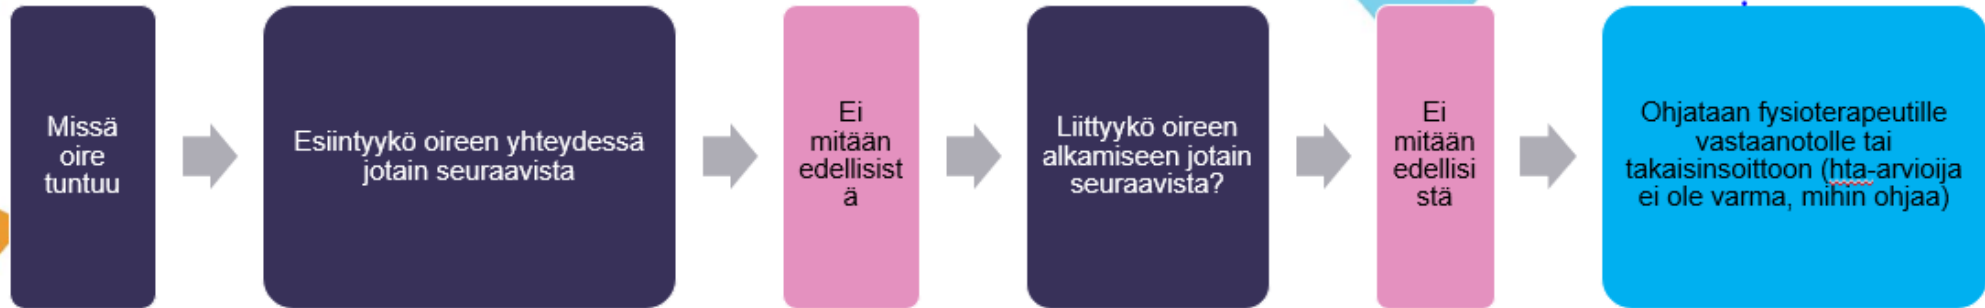 Missä
oire
tuntuu
Esiintyykö oireen yhteydessä
jotain seuraavista
Ei
mitään
edellisist
ä
Liittyykö oireen
alkamiseen jotain
seuraavista?
Ei
mitään
edellisi
stä
Ohjataan fysioterapeutille
vastaanotolle tai
takaisinsoittoon (hta-arvioija
ei ole varma, mihin ohjaa)